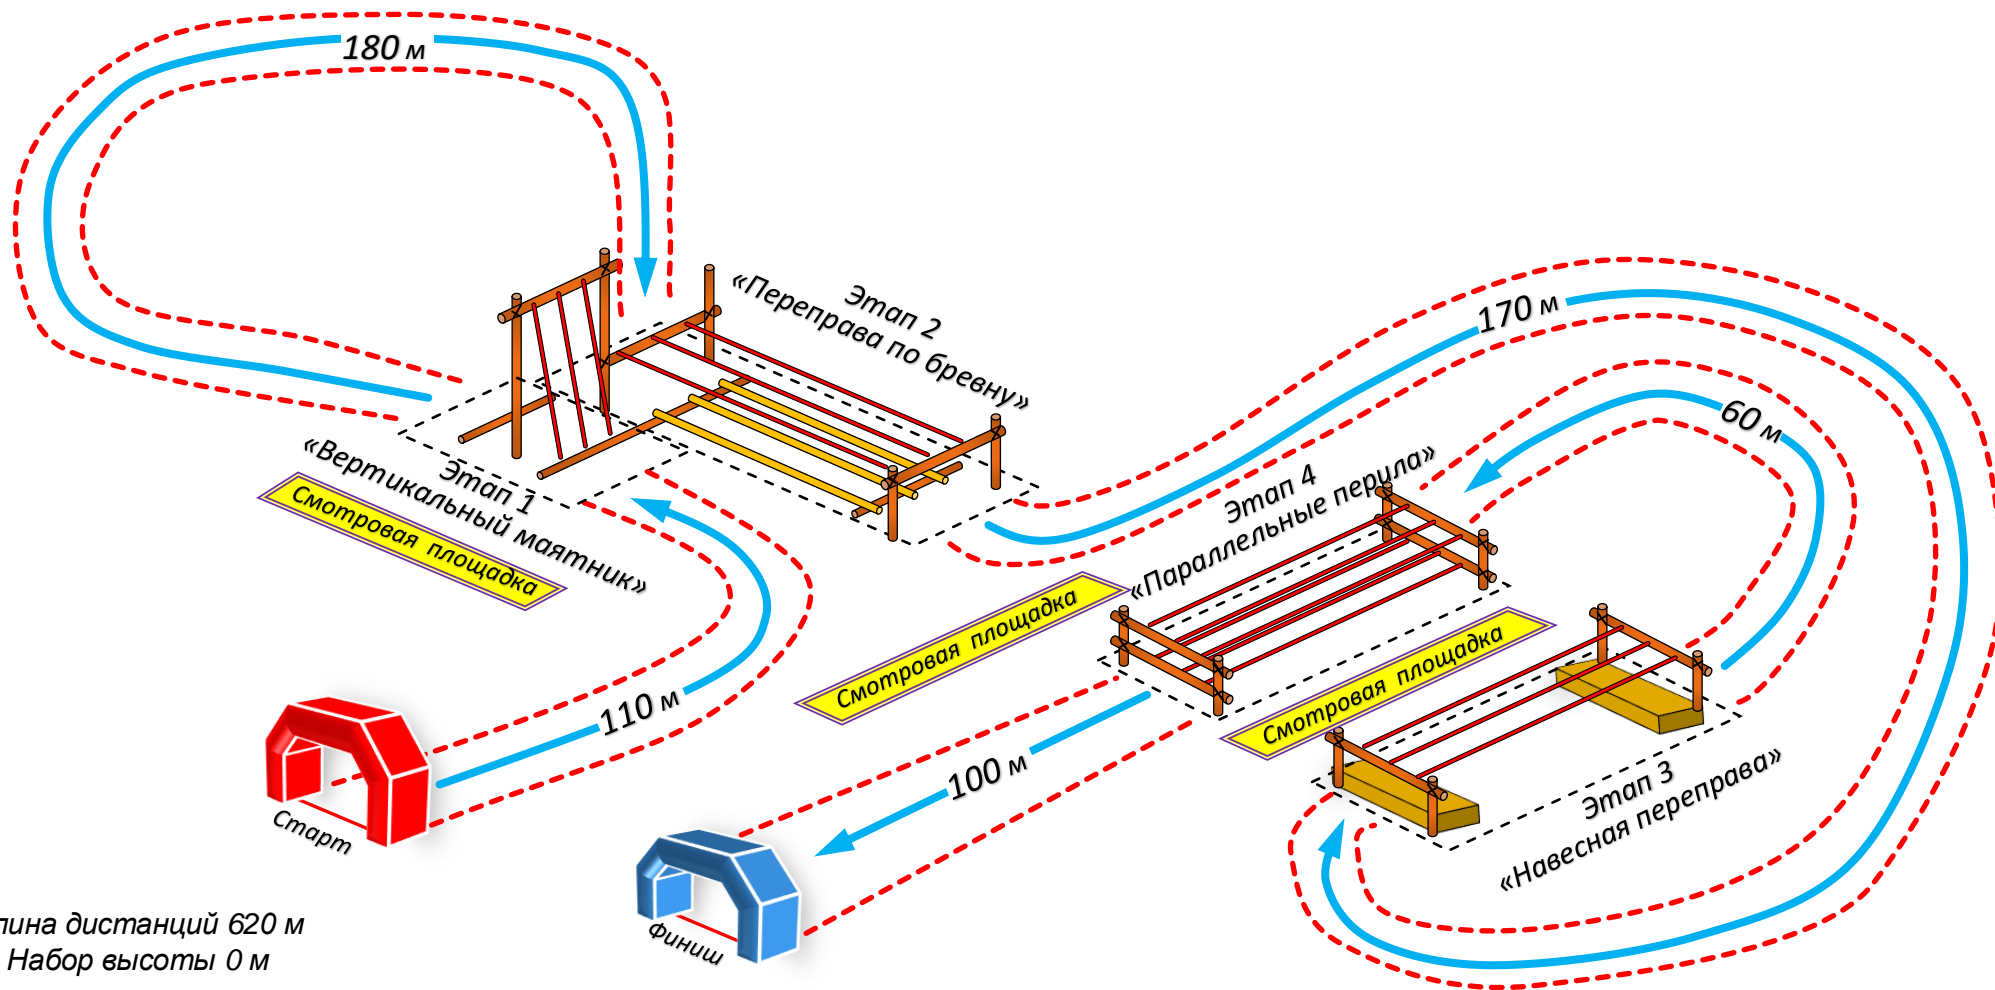 180 м
Этап 2
«Переправа по бревну»
170 м
60 м
Этап 1
«Вертикальный маятник»
Смотровая площадка
Этап 4
«Параллельные перила»
Смотровая площадка
Смотровая площадка
110 м
100 м
Этап 3
«Навесная переправа»
Старт
Финиш
лина дистанций 620 м
Набор высоты 0 м